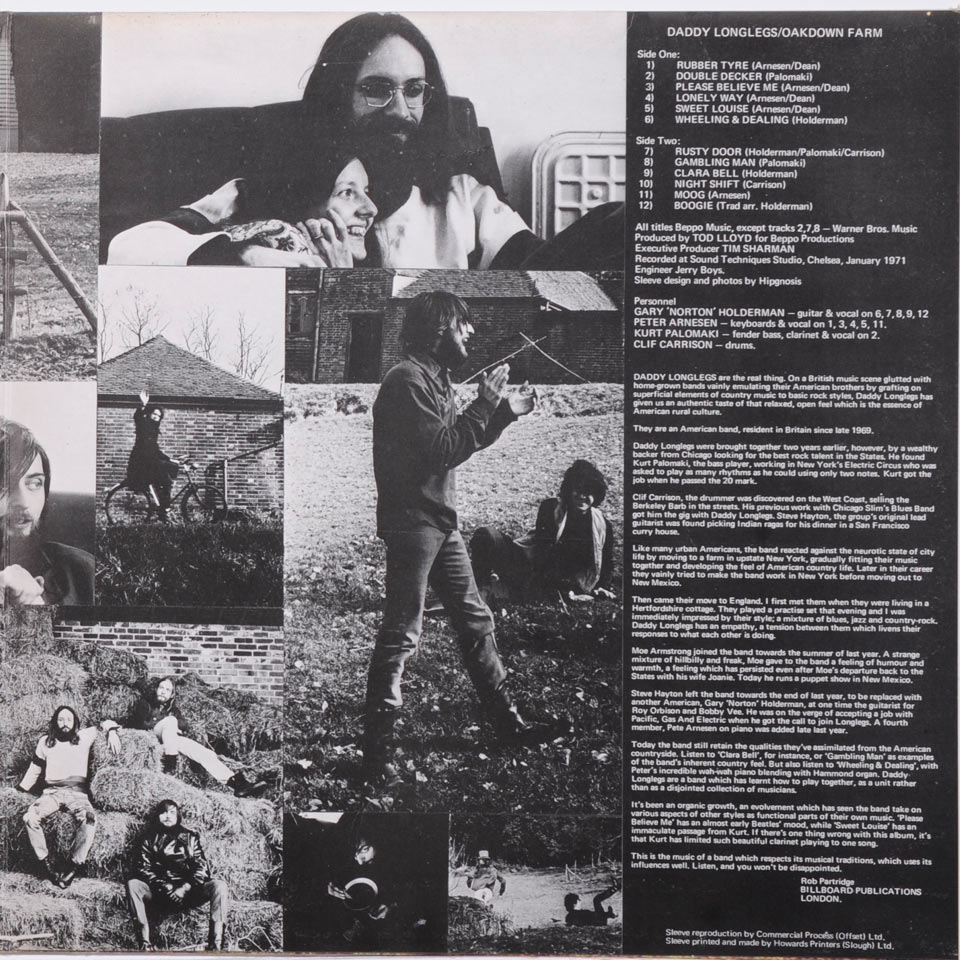 DADDY LONGLEGS/OAKDOWN FARM
Side One:
1) RUBBER TYRE (Arnesen/Dean)
2) DOUBLE DECKER (Palomaki)
3) PLEASE BELIEVE ME (Arnesen/Dean)
4) LONELY WAY (Arnesen/Dean)
5) SWEET LOUISE (Arnesen/Dean)
6) WHEELING & DEALING (Holderman)
Side Two:
7) RUSTY DOOR (Holderman/Palomaki/Carrison)
8) GAMBLING MAN (Palomaki)
9) CLARA BELL (Holderman)
10) NIGHT SHIFT (Carrison)
11) MOOG (Arnesen)
12) BOOGIE (Trad arr. Holderman)
All titles Beppo Music, except tracks 2,7,8 — Warner Bros. Music
Produced by TOD LLOYD for Beppo Productions
Executive Producer TIM SHARMAN
Recorded at Sound Techniques Studio, Chelsea, January 1971
Engineer Jerry Boys.
Sleeve design and photos by Hipgnosis
Personnel
GARY 'NORTON' HOLDERMAN — guitar & vocal on 6,7,8,9,12
PETER ARNESEN — keyboards & vocal on 1, 3, 4, 5, 11.
KURT PALOMAKI — fender bass, clarinet & vocal on 2.
CLIF CARRISON — drums.
DADDY LONGLEGS are the real thing. On a British music scene glutted with
home-grown bands vainly emulating their American brothers by grafting on
superficial elements of country music to basic rock styles, Daddy Longlegs has
given us an authentic taste of that relaxed, open feel which is the essence of
American rural culture.
They are an American band, resident in Britain since late 1969.
Daddy Longlegs were brought together two years earlier, however, by a wealthy
backer from Chicago looking for the best rock talent in the States. He found
Kurt Palomaki, the bass player, working in New York's Electric Circus who was
asked to play as many rhythms as he could using only two notes. Kurt got the
job when he passed the 20 mark.
Clif Carrison, the drummer was discovered on the West Coast, selling the
Berkeley Barb in the streets. His previous work with Chicago Slim's Blues Band
got him the gig with Daddy Longlegs. Steve Hayton, the group's original lead
guitarist was found picking Indian ragas for his dinner in a San Francisco
curry house.
Like many urban Americans, the band reacted against the neurotic state of city
life by moving to a farm in upstate New York, gradually fitting their music
together and developing the feel of American country life. Later in their career
they vainly tried to make the band work in New York before moving out to
New Mexico.
Then came their move to England. I first met them when they were living in a
Hertfordshire cottage. They played a practise set that evening and I was
immediately impressed by their style; a mixture of blues, jazz and country-rock.
Daddy Longlegs has an empathy, a tension between them which livens their
responses to what each other is doing.
Moe Armstrong joined the band towards the summer of last year. A strange
mixture of hillbilly and freak, Moe gave to the band a feeling of humour and
warmth, a feeling which has persisted even after Moe's departure back to the
States with his wife Joanie. Today he runs a puppet show in New Mexico.
Steve Hayton left the band towards the end of last year, to be replaced with
another American, Gary 'Norton' Holderman, at one time the guitarist for
Roy Orbison and Bobby Vee. He was on the verge of accepting a job with
Pacific, Gas And Electric when he got the call to join Longlegs. A fourth
member, Pete Arnesen on piano was added late last year.
Today the band still retain the qualities they've assimilated from the American
countryside. Listen to 'Clara Bell', for instance, or 'Gambling Man' as examples
of the band's inherent country feel. But also listen to 'Wheeling & Dealing', with
Peter's incredible wah-wah piano blending with Hammond organ. Daddy
Longlegs are a band which has learnt how to play together, as a unit rather
than as a disjointed collection of musicians.
It's been an organic growth, an evolvement which has seen the band take on
various aspects of other styles as functional parts of their own music. 'Please
Believe Me' has an almost early Beatles' mood, while 'Sweet Louise' has an
immaculate passage from Kurt. If there's one thing wrong with this album, it's
that Kurt has limited such beautiful clarinet playing to one song.
This is the music of a band which respects its musical traditions, which uses its
influences well. Listen, and you won't be disappointed.
Rob Partridge
BILLBOARD PUBLICATIONS
LONDON.
Sleeve reproduction by Commercial Process (Offset) Ltd.
Sleeve printed and made by Howards Printers (Slough) Ltd.